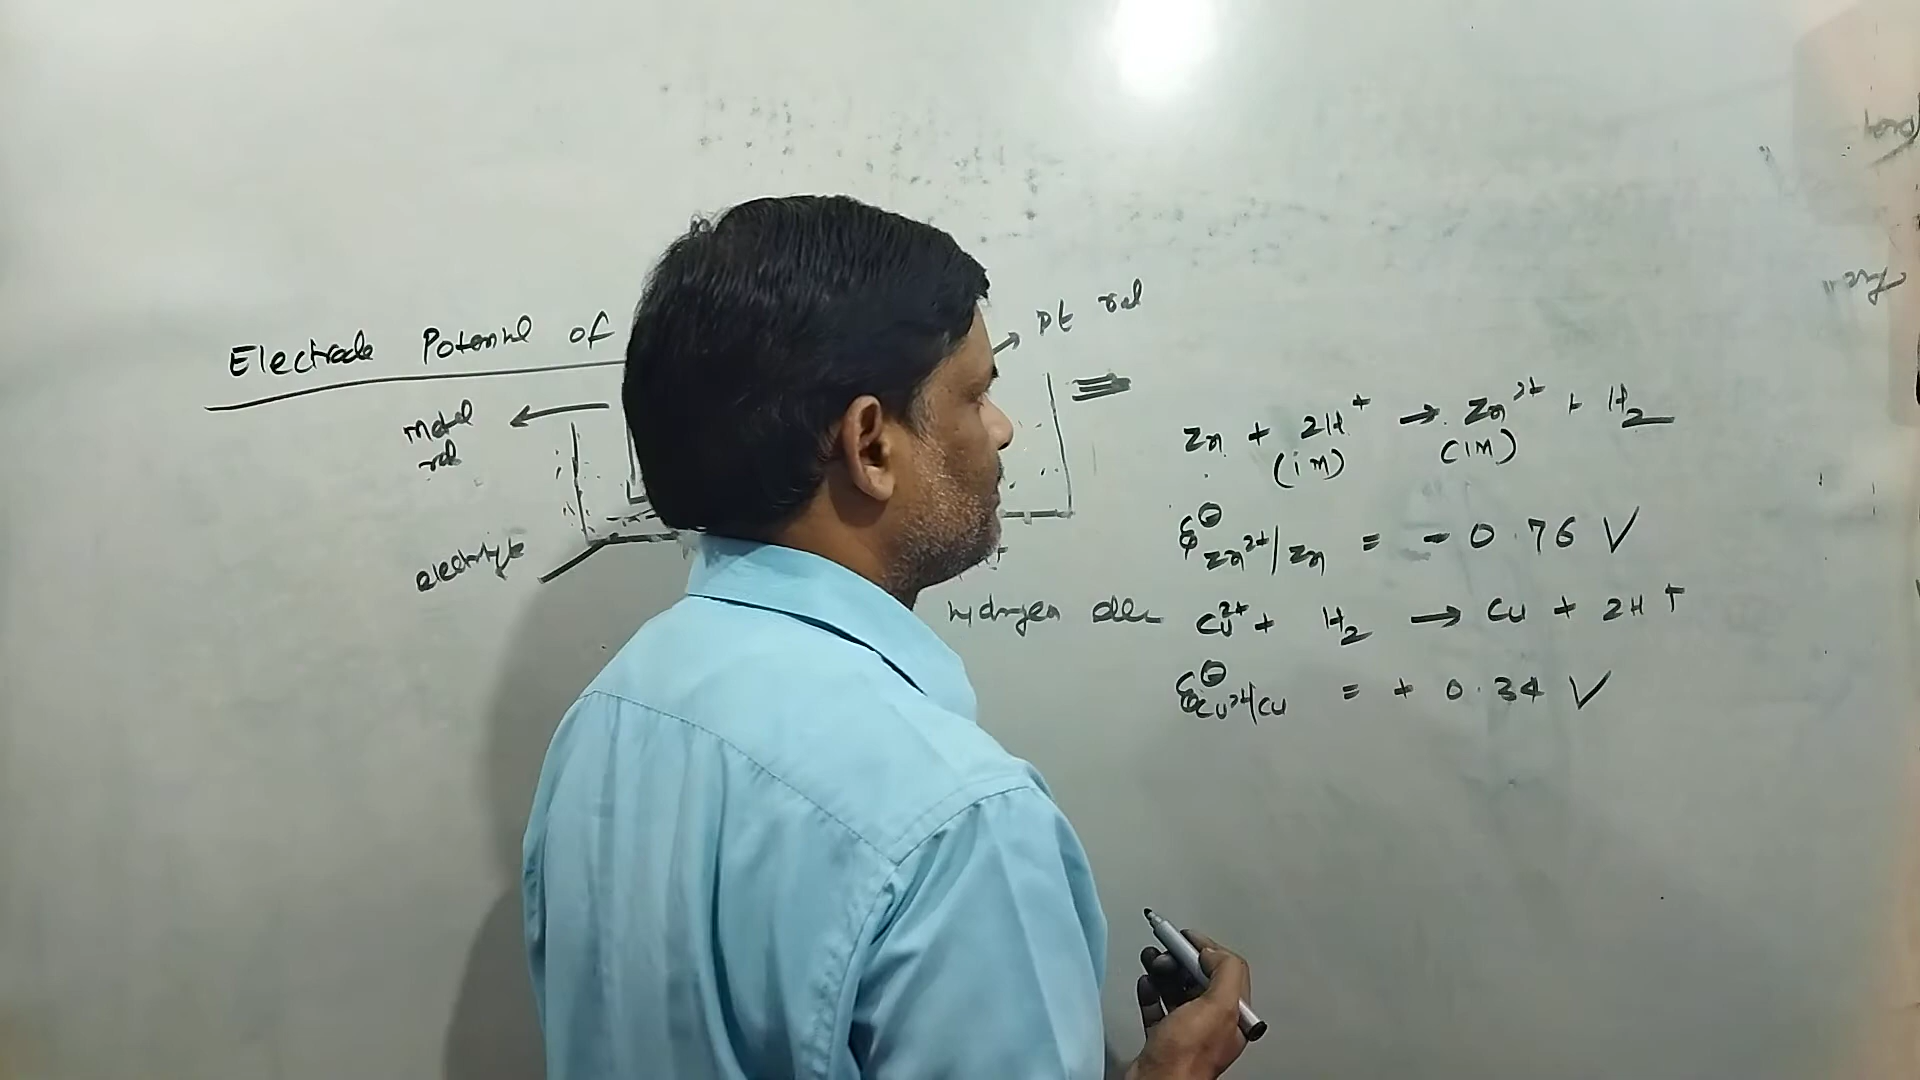 Electrode Potential of
Pt rod
Metal
rod
electrolyte
Zn + 2H⁺ → Zn²⁺ + H₂
(1M) (1M)
E⊖ Zn²⁺/Zn = - 0.76 V
hydrogen elec
Cu²⁺ + H₂ → Cu + 2H⁺
E⊖ Cu²⁺/Cu = + 0.34 V